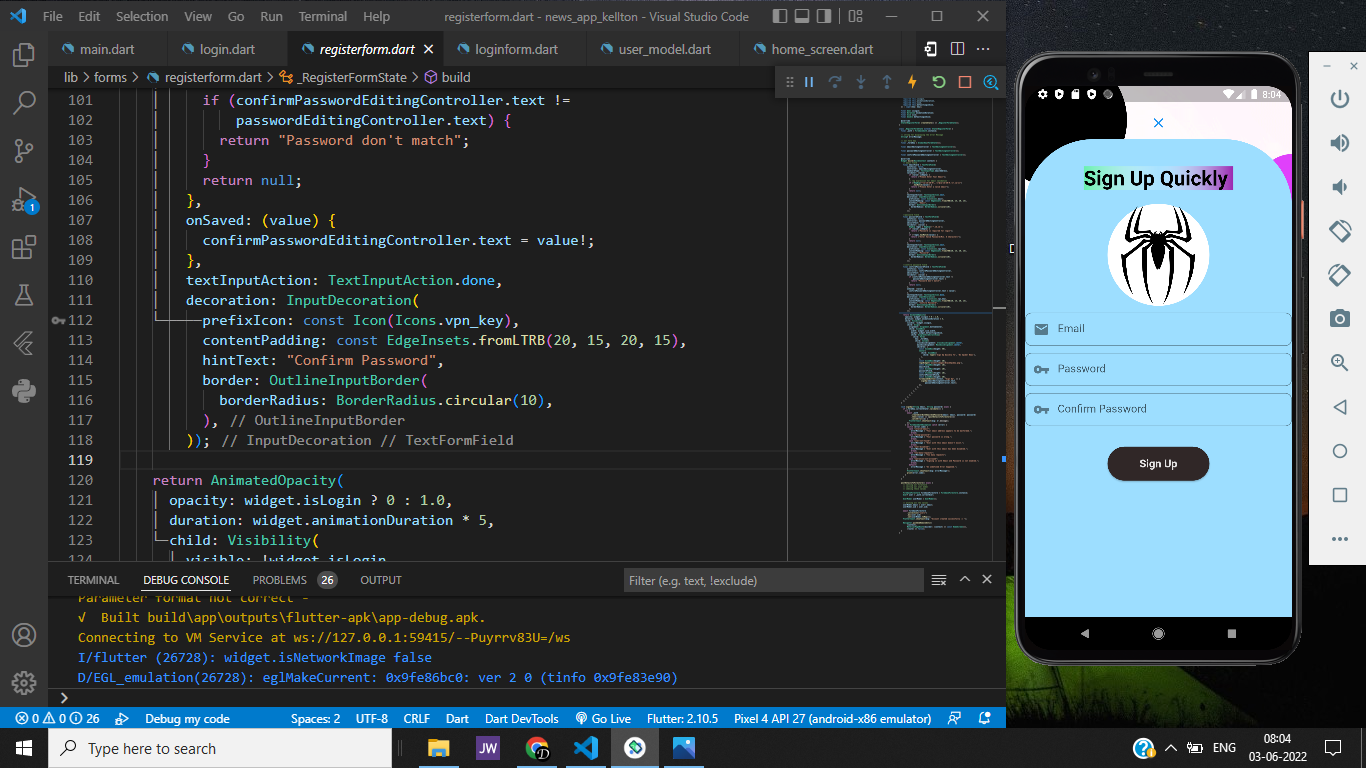 File Edit Selection View Go Run Terminal Help registerform.dart - news_app_kellton - Visual Studio Code
main.dart login.dart registerform.dart loginform.dart user_model.dart home_screen.dart
lib > forms > registerform.dart > _RegisterFormState > build
101 if (confirmPasswordEditingController.text !=
102 passwordEditingController.text) {
103 return "Password don't match";
104 }
105 return null;
106 },
107 onSaved: (value) {
108 confirmPasswordEditingController.text = value!;
109 },
110 textInputAction: TextInputAction.done,
111 decoration: InputDecoration(
112 prefixIcon: const Icon(Icons.vpn_key),
113 contentPadding: const EdgeInsets.fromLTRB(20, 15, 20, 15),
114 hintText: "Confirm Password",
115 border: OutlineInputBorder(
116 borderRadius: BorderRadius.circular(10),
117 ), // OutlineInputBorder
118 )); // InputDecoration // TextFormField
119
120 return AnimatedOpacity(
121 opacity: widget.isLogin ? 0 : 1.0,
122 duration: widget.animationDuration * 5,
123 child: Visibility(
124 visible: !widget.isLogin
1
TERMINAL DEBUG CONSOLE PROBLEMS 26 OUTPUT Filter (e.g. text, !exclude)
Parameter format not correct -
√ Built build\app\outputs\flutter-apk\app-debug.apk.
Connecting to VM Service at ws://127.0.0.1:59415/--Puyrrv83U=/ws
I/flutter (26728): widget.isNetworkImage false
D/EGL_emulation(26728): eglMakeCurrent: 0x9fe86bc0: ver 2 0 (tinfo 0x9fe83e90)
0 0 26 Debug my code Spaces: 2 UTF-8 CRLF Dart Dart DevTools Go Live Flutter: 2.10.5 Pixel 4 API 27 (android-x86 emulator)
8:04
Sign Up Quickly
Email
Password
Confirm Password
Sign Up
Type here to search
JW
D
ENG
08:04
03-06-2022